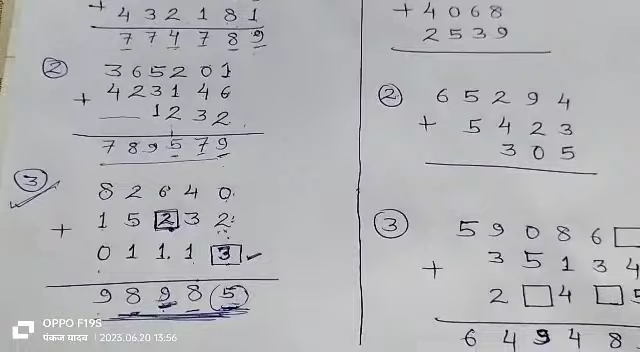 + 4 3 2 1 8 1
7 7 4 7 8 9
②
3 6 5 2 0 1
+ 4 2 3 1 4 6
1 2 3 2
7 8 9 5 7 9
③
8 2 6 4 0
+ 1 5 2 3 2
0 1 1 1 3
9 8 9 8 5
+ 4 0 6 8
2 5 3 9
② 6 5 2 9 4
+ 5 4 2 3
3 0 5
③ 5 9 0 8 6 □
+ 3 5 1 3 4
2 □ 4 □ 5
6 4 9 4 8
OPPO F19S
पंकज यादव | 2023.06.20 13:56